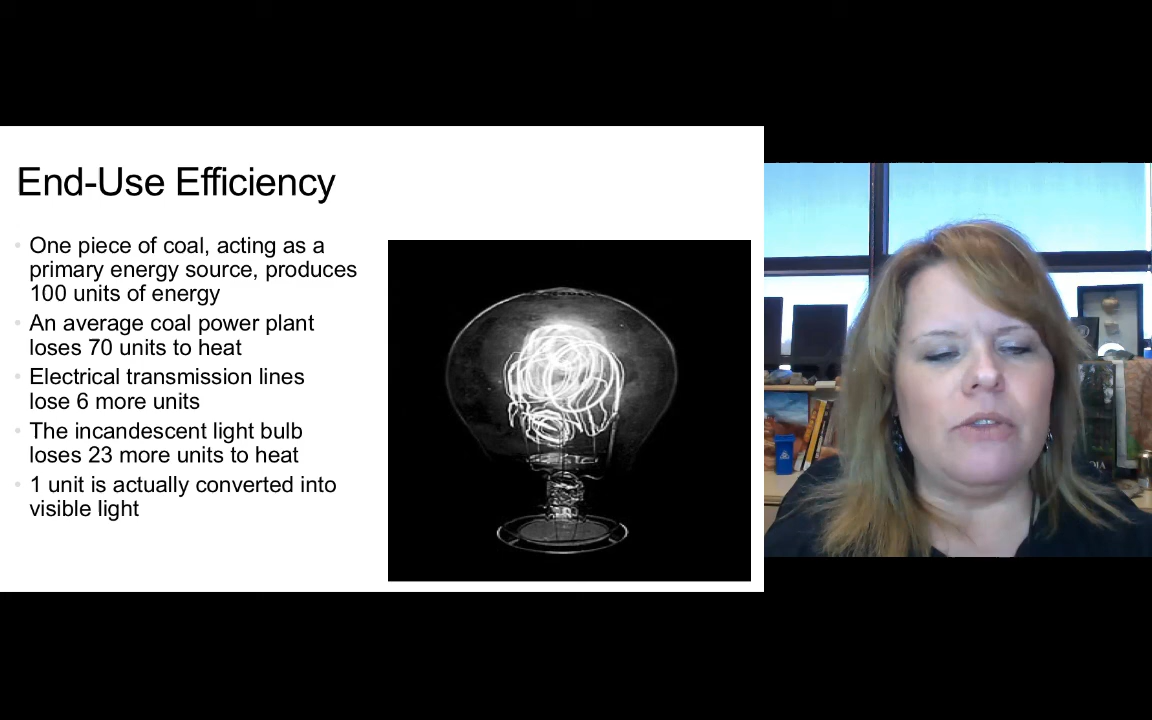 End-Use Efficiency
One piece of coal, acting as a
primary energy source, produces
100 units of energy
An average coal power plant
loses 70 units to heat
Electrical transmission lines
lose 6 more units
The incandescent light bulb
loses 23 more units to heat
1 unit is actually converted into
visible light